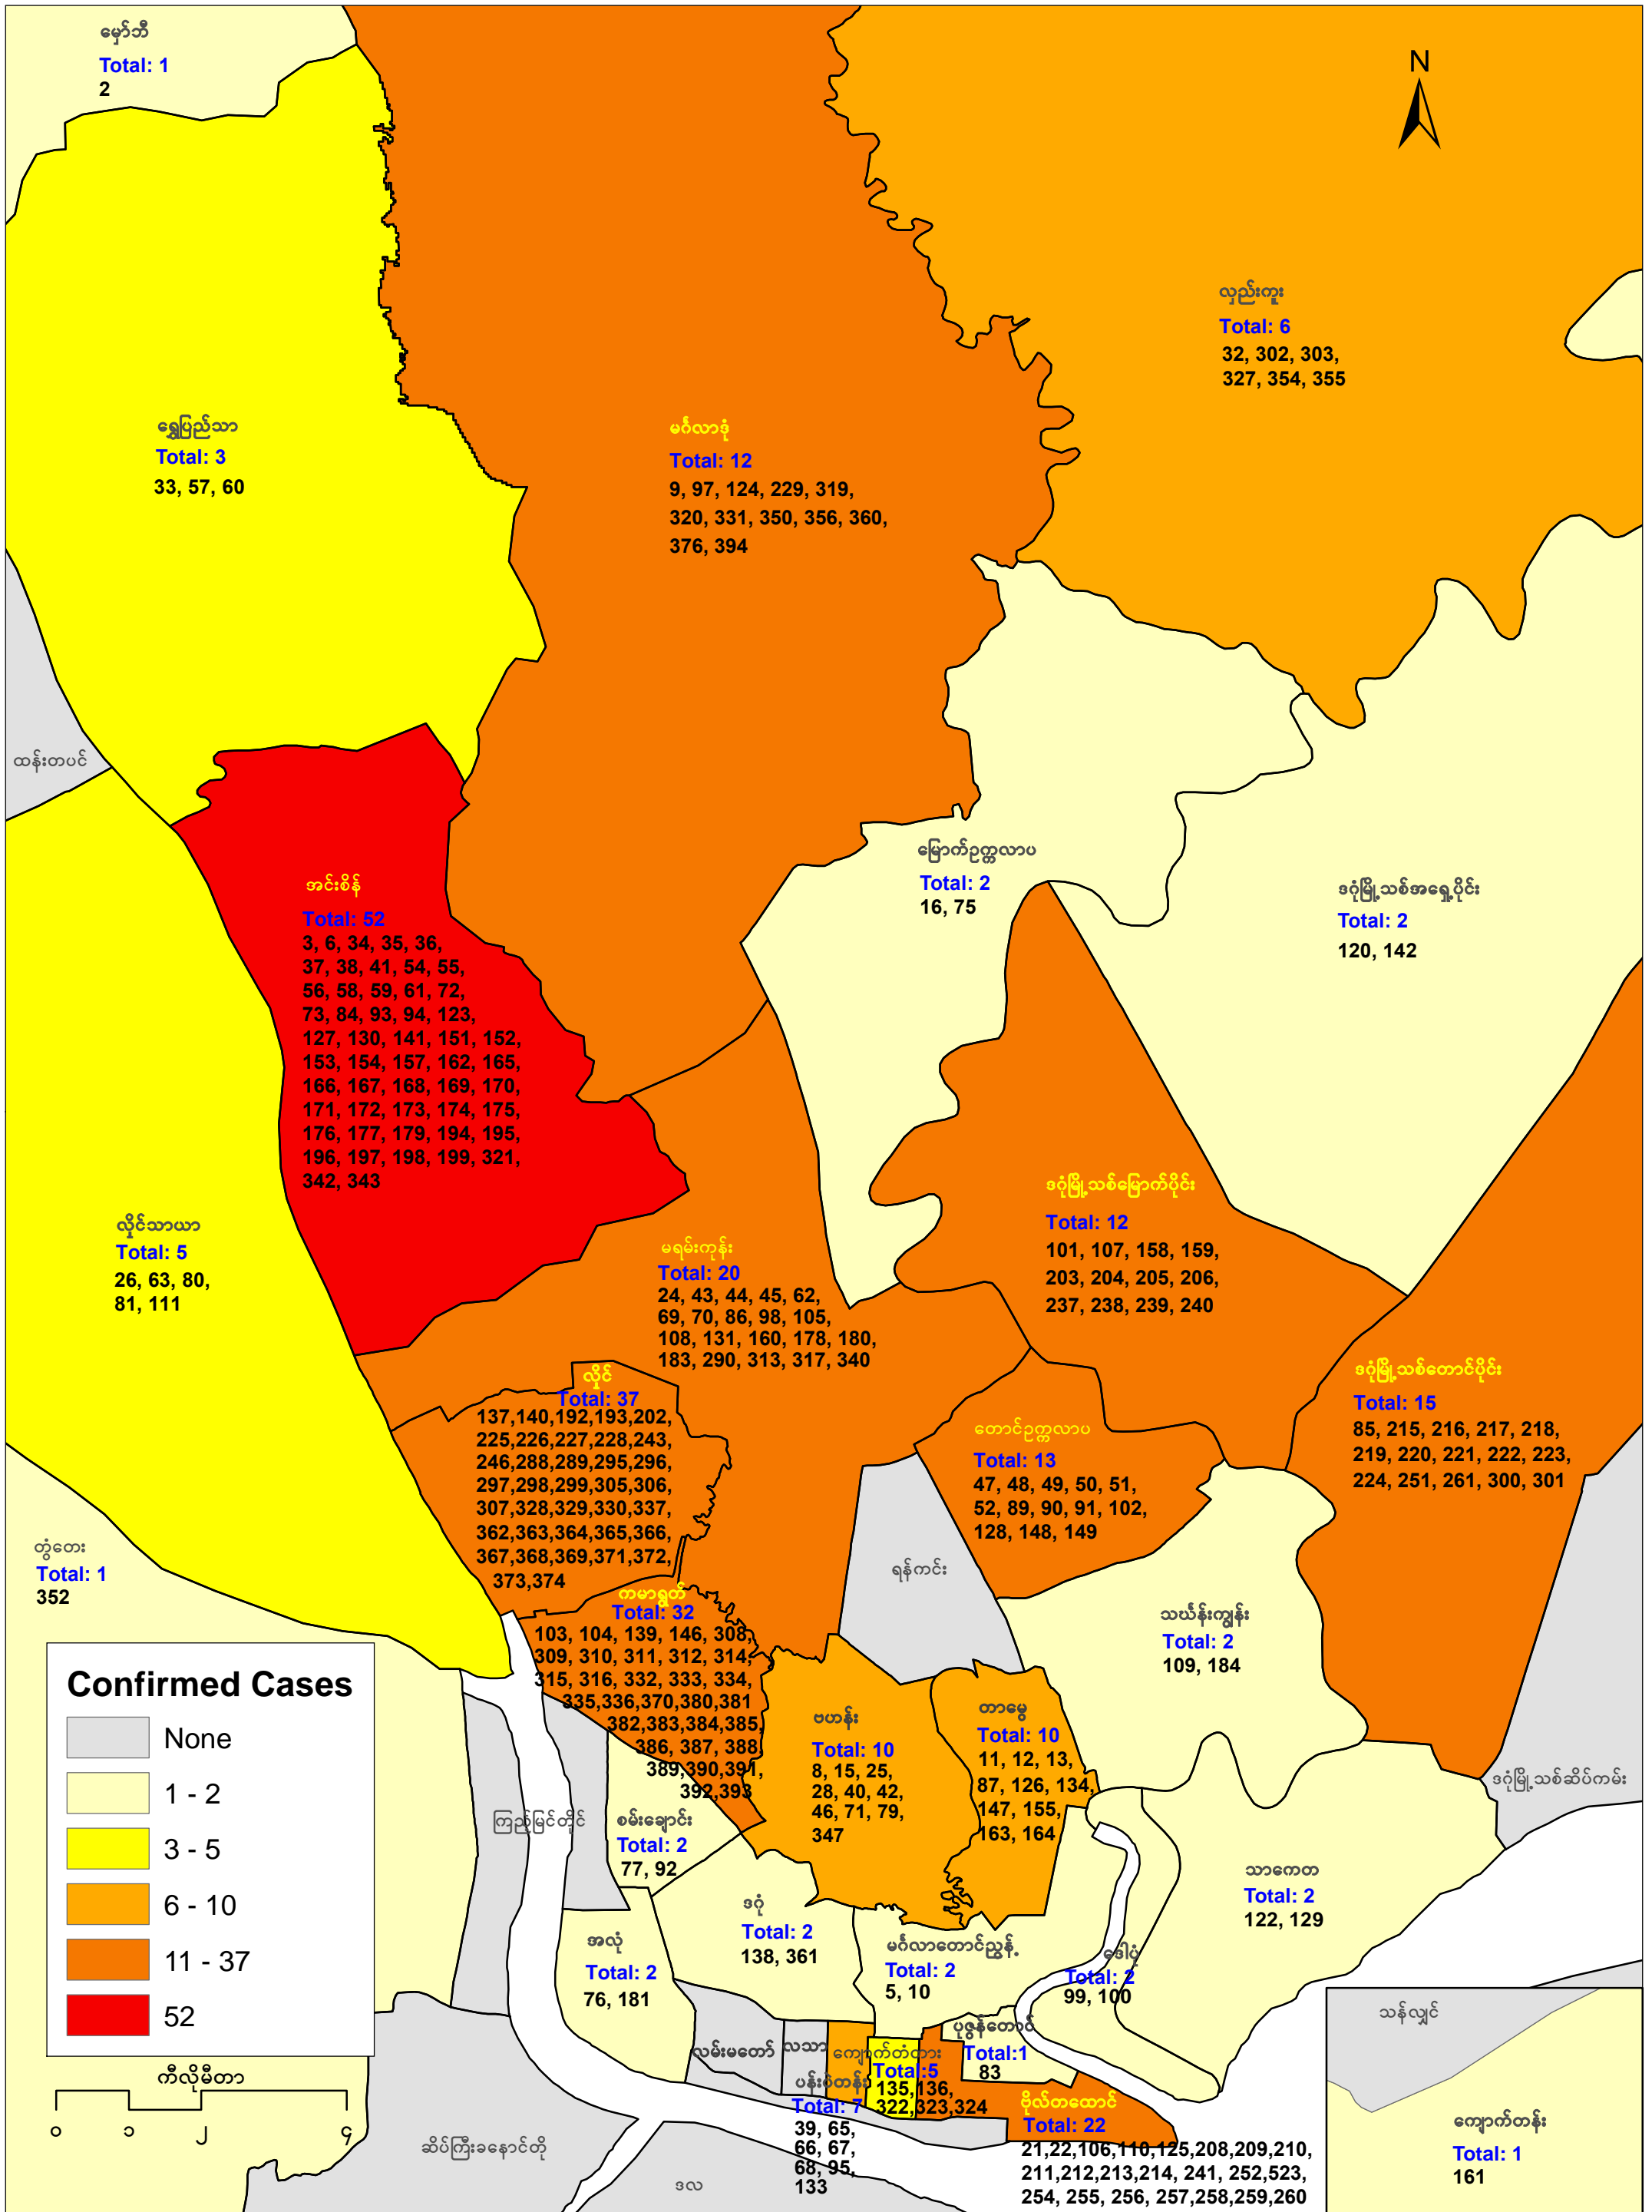 မှော်ဘီ
Total: 1
2
N
လှည်းကူး
Total: 6
32, 302, 303,
327, 354, 355
ရွှေပြည်သာ
Total: 3
33, 57, 60
မင်္ဂလာဒုံ
Total: 12
9, 97, 124, 229, 319,
320, 331, 350, 356, 360,
376, 394
ထန်းတပင်
အင်းစိန်
Total: 52
3, 6, 34, 35, 36,
37, 38, 41, 54, 55,
56, 58, 59, 61, 72,
73, 84, 93, 94, 123,
127, 130, 141, 151, 152,
153, 154, 157, 162, 165,
166, 167, 168, 169, 170,
171, 172, 173, 174, 175,
176, 177, 179, 194, 195,
196, 197, 198, 199, 321,
342, 343
မြောက်ဥက္ကလာပ
Total: 2
16, 75
ဒဂုံမြို့သစ်အရှေ့ပိုင်း
Total: 2
120, 142
လှိုင်သာယာ
Total: 5
26, 63, 80,
81, 111
မရမ်းကုန်း
Total: 20
24, 43, 44, 45, 62,
69, 70, 86, 98, 105,
108, 131, 160, 178, 180,
183, 290, 313, 317, 340
ဒဂုံမြို့သစ်မြောက်ပိုင်း
Total: 12
101, 107, 158, 159,
203, 204, 205, 206,
237, 238, 239, 240
ဒဂုံမြို့သစ်တောင်ပိုင်း
Total: 15
85, 215, 216, 217, 218,
219, 220, 221, 222, 223,
224, 251, 261, 300, 301
လှိုင်
Total: 37
137,140,192,193,202,
225,226,227,228,243,
246,288,289,295,296,
297,298,299,305,306,
307,328,329,330,337,
362,363,364,365,366,
367,368,369,371,372,
373,374
တောင်ဥက္ကလာပ
Total: 13
47, 48, 49, 50, 51,
52, 89, 90, 91, 102,
128, 148, 149
တွံတေး
Total: 1
352
ရန်ကင်း
ကမာရွတ်
Total: 32
103, 104, 139, 146, 308,
309, 310, 311, 312, 314,
315, 316, 332, 333, 334,
335,336,370,380,381
382,383,384,385,
386, 387, 388,
389,390,391,
392,393
သင်္ဃန်းကျွန်း
Total: 2
109, 184
Confirmed Cases
None
1 - 2
3 - 5
6 - 10
11 - 37
52
ကီလိုမီတာ
၀ ၁ ၂ ၄
ဗဟန်း
Total: 10
8, 15, 25,
28, 40, 42,
46, 71, 79,
347
တာမွေ
Total: 10
11, 12, 13,
87, 126, 134,
147, 155,
163, 164
ဒဂုံမြို့သစ်ဆိပ်ကမ်း
ကြည့်မြင်တိုင်
စမ်းချောင်း
Total: 2
77, 92
သာကေတ
Total: 2
122, 129
ဒဂုံ
Total: 2
138, 361
အလုံ
Total: 2
76, 181
မင်္ဂလာတောင်ညွန့်
Total: 2
5, 10
ဒေါပုံ
Total: 2
99, 100
ပုဇွန်တောင်
Total:1
83
လမ်းမတော်
လသာ
ကျောက်တံတား
Total:5
135,136,
322,323,324
ပန်းပဲတန်း
Total: 7
39, 65,
66, 67,
68, 95,
133
ဗိုလ်တထောင်
Total: 22
21,22,106,110,125,208,209,210,
211,212,213,214, 241, 252,523,
254, 255, 256, 257,258,259,260
ဆိပ်ကြီးခနောင်တို
ဒလ
သန်လျှင်
ကျောက်တန်း
Total: 1
161